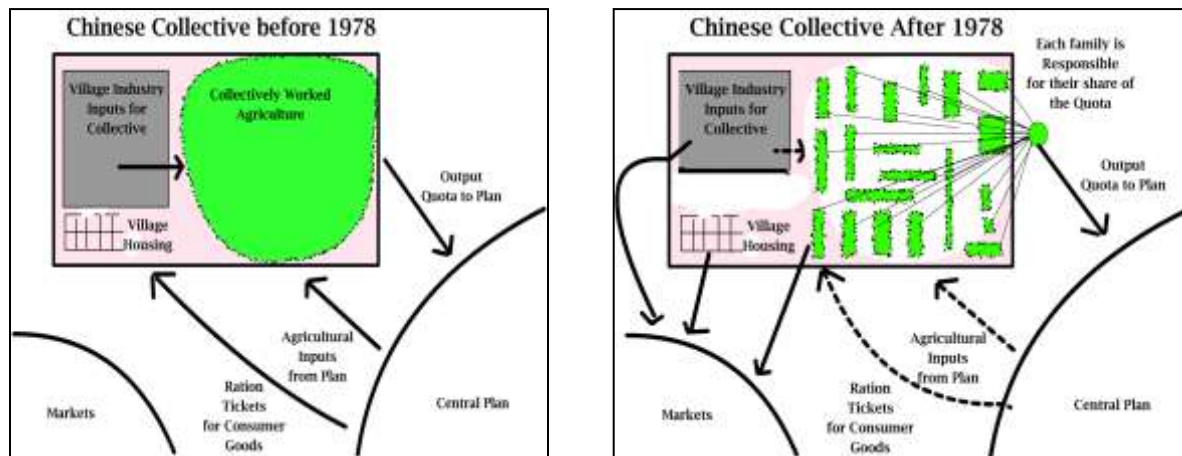 Chinese Collective before 1978
Village Industry
Inputs for
Collective
Collectively Worked
Agriculture
Village
Housing
Output
Quota to Plan
Agricultural
Inputs
from Plan
Ration
Tickets
for Consumer
Goods
Markets
Central Plan
Chinese Collective After 1978
Each family is
Responsible
for their share of
the Quota
Village Industry
Inputs for
Collective
Village
Housing
Output
Quota to Plan
Agricultural
Inputs
from Plan
Ration
Tickets
for Consumer
Goods
Markets
Central Plan